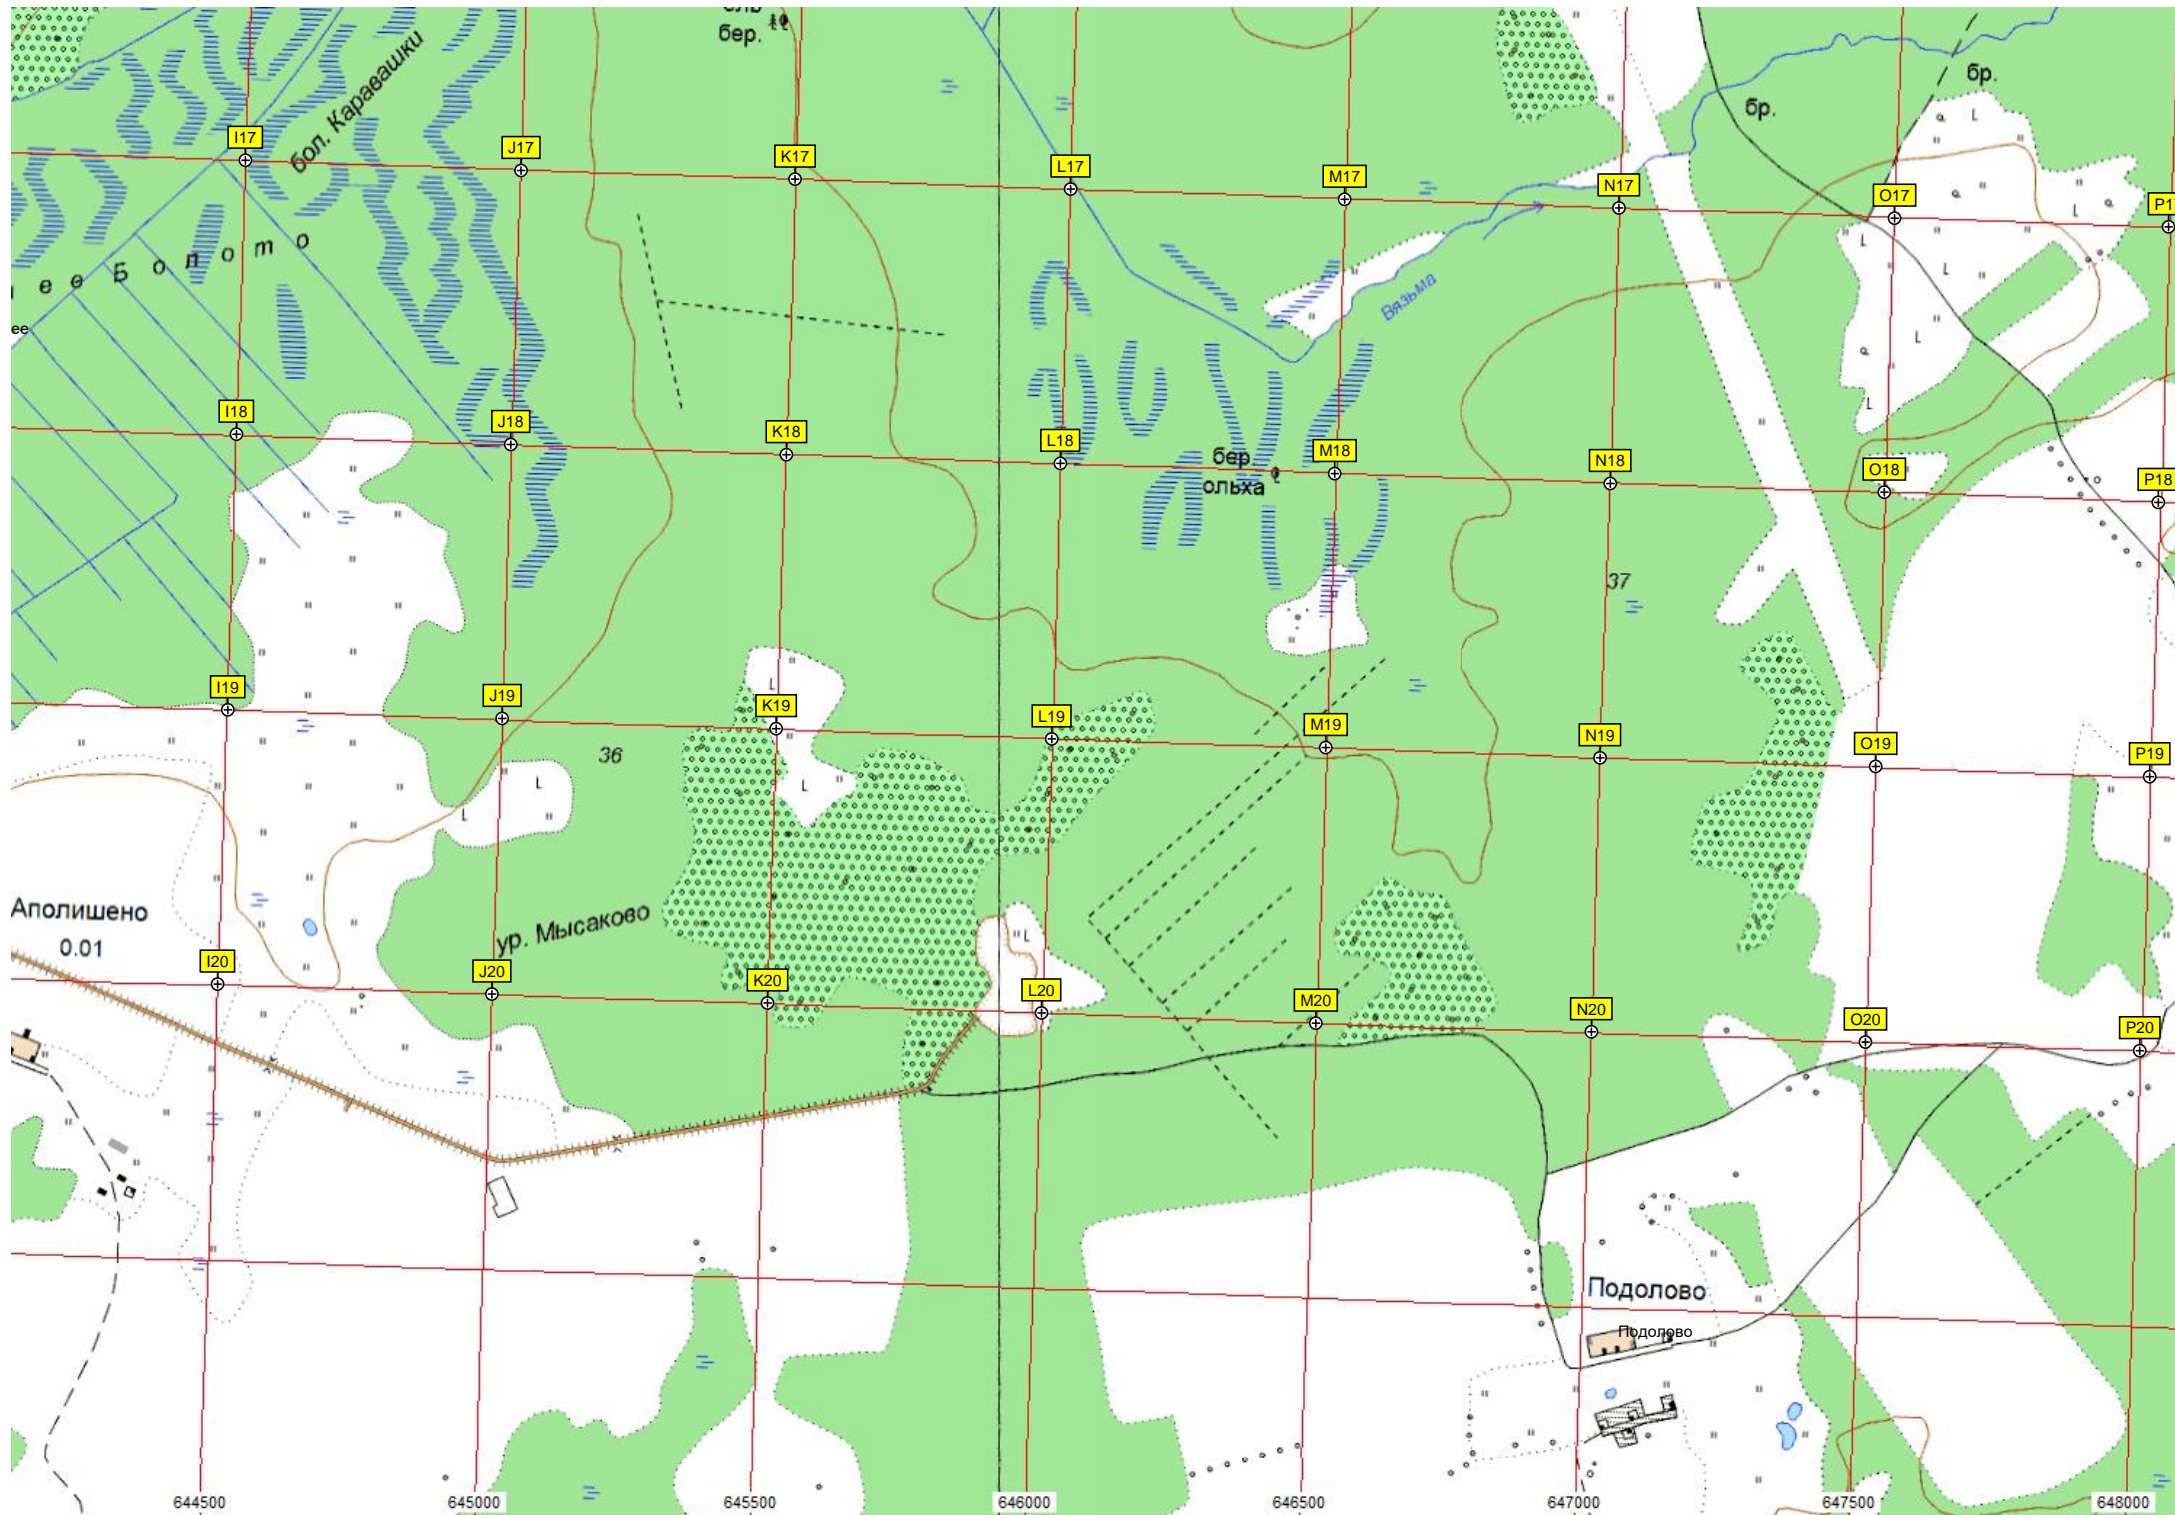 бер.
бол. Каравашки
бр.
бр.
I17
J17
K17
L17
M17
N17
O17
е е Б о л о т о
ее
Вязьма
I18
J18
K18
L18
M18
N18
O18
P18
бер.
ольха
37
I19
J19
K19
L19
M19
N19
O19
P19
36
Аполишено
0.01
ур. Мысаково
I20
J20
K20
L20
M20
N20
O20
P20
Подолово
Подолово
644500
645000
645500
646000
646500
647000
647500
648000